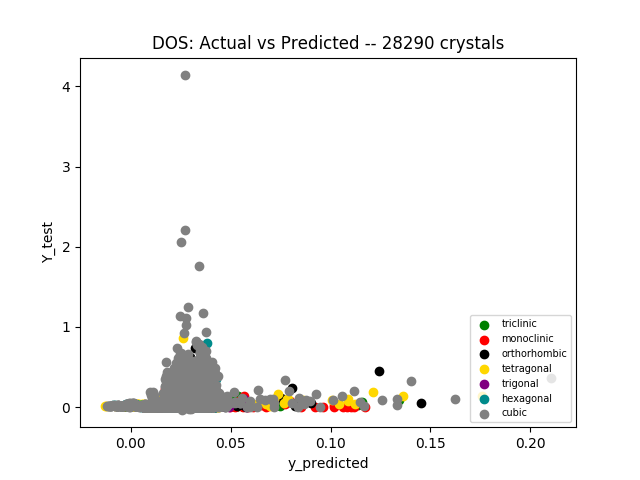 DOS: Actual vs Predicted -- 28290 crystals
Y_test
4
3
2
1
0
0.00 0.05 0.10 0.15 0.20
y_predicted
triclinic
monoclinic
orthorhombic
tetragonal
trigonal
hexagonal
cubic